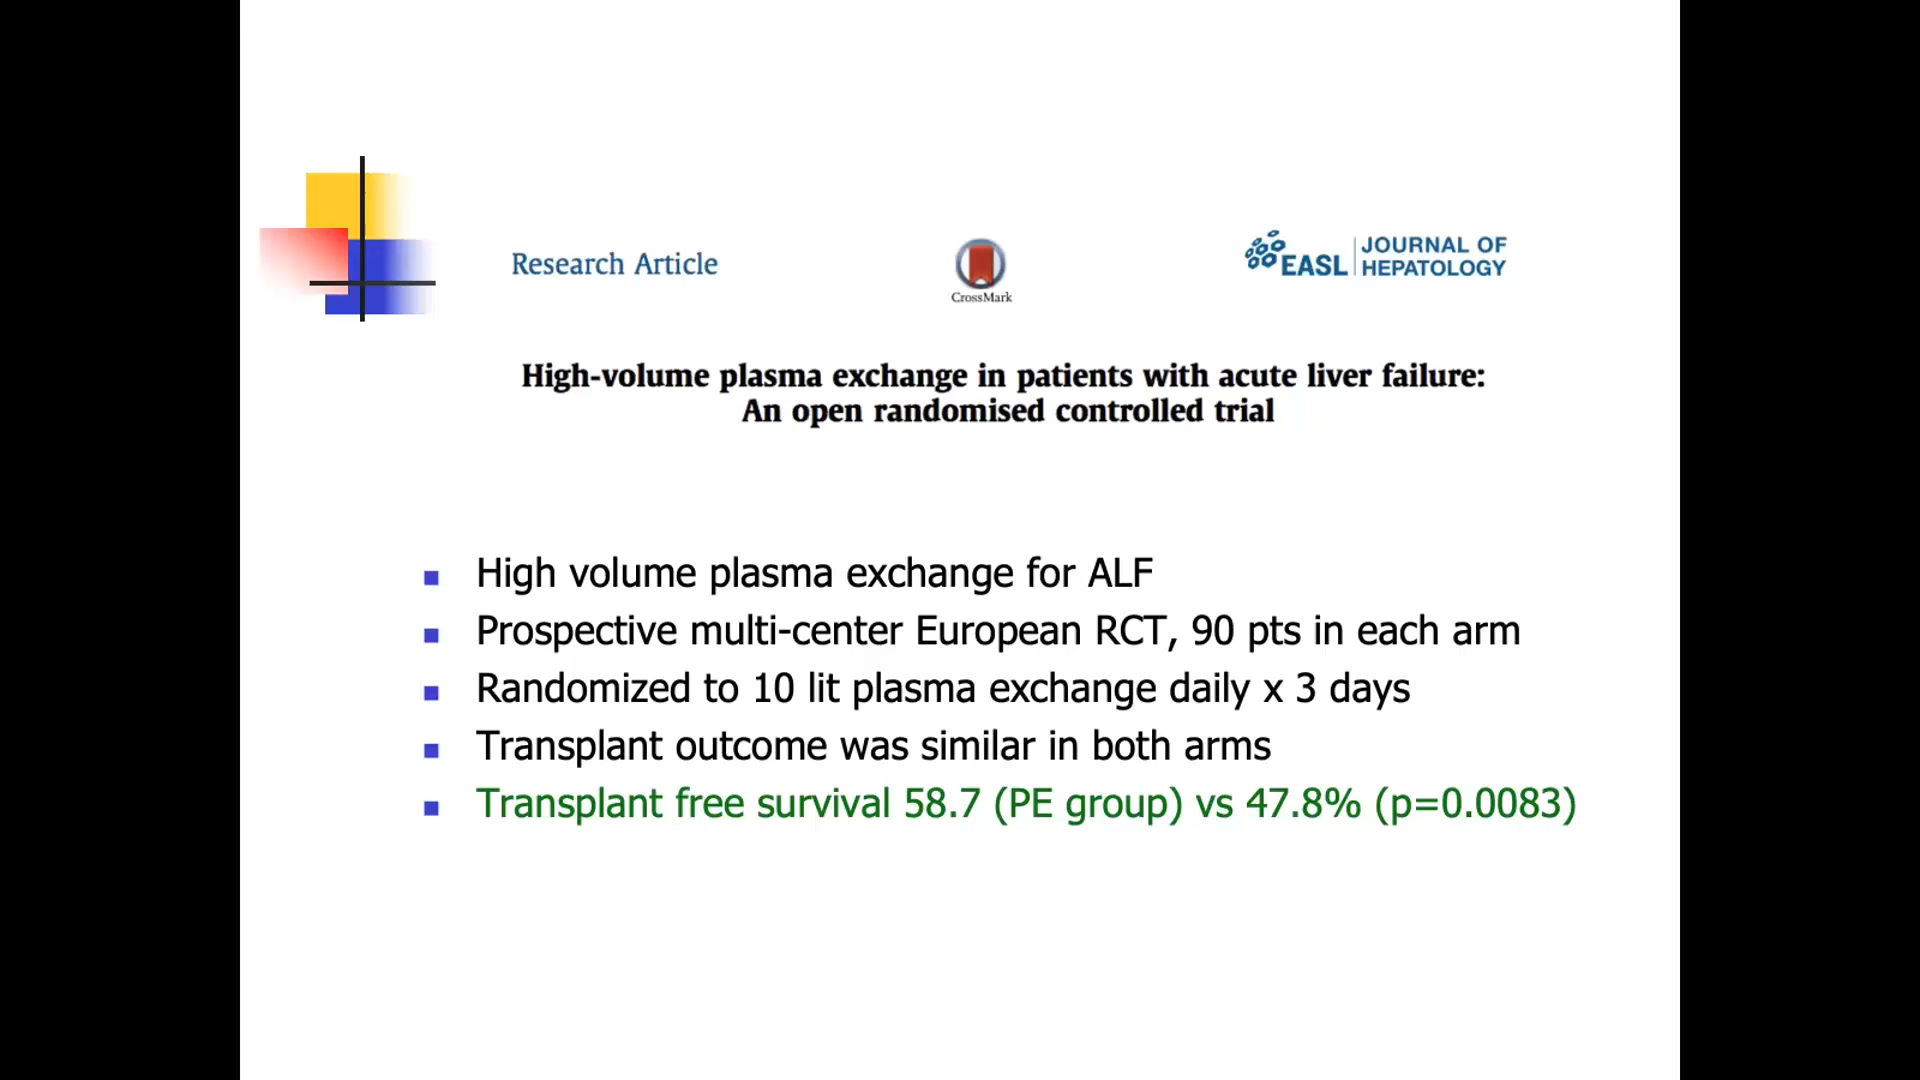 Research Article
CrossMark
EASL
JOURNAL OF
HEPATOLOGY
High-volume plasma exchange in patients with acute liver failure:
An open randomised controlled trial
High volume plasma exchange for ALF
Prospective multi-center European RCT, 90 pts in each arm
Randomized to 10 lit plasma exchange daily x 3 days
Transplant outcome was similar in both arms
Transplant free survival 58.7 (PE group) vs 47.8% (p=0.0083)